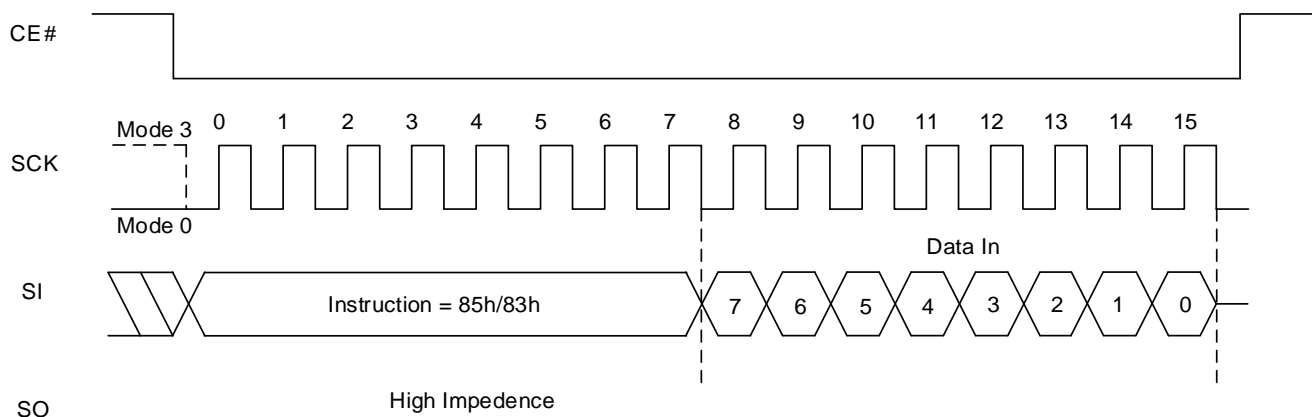 CE#
0 1 2 3 4 5 6 7 8 9 10 11 12 13 14 15
Mode 3
SCK
Mode 0
Data In
SI
Instruction = 85h/83h
7 6 5 4 3 2 1 0
High Impedence
SO